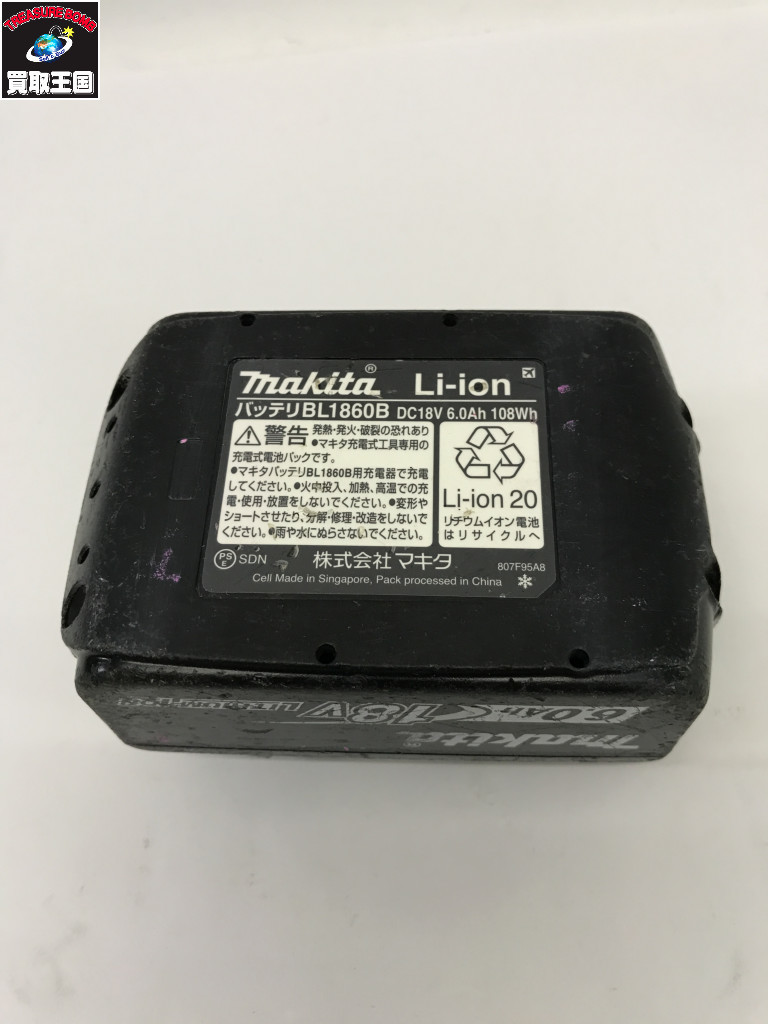 TREASURE BOMB
買取王国
makita® Li-ion
バッテリBL1860B DC18V 6.0Ah 108Wh
警告 発熱・発火・破裂の恐れあり
●マキタ充電式工具専用の
充電式電池パックです。
●マキタバッテリBL1860B用充電器で充電
してください。●火中投入、加熱、高温での充
電・使用・放置をしないでください。●変形や
ショートさせたり、分解・修理・改造をしないで
ください。●雨や水にぬらさないでください。
Li-ion 20
リチウムイオン電池
はリサイクルへ
PS
E
SDN 株式会社マキタ 807F95A8
Cell Made in Singapore, Pack processed in China
6.0Ah 18V LITHIUM-ION
makita®